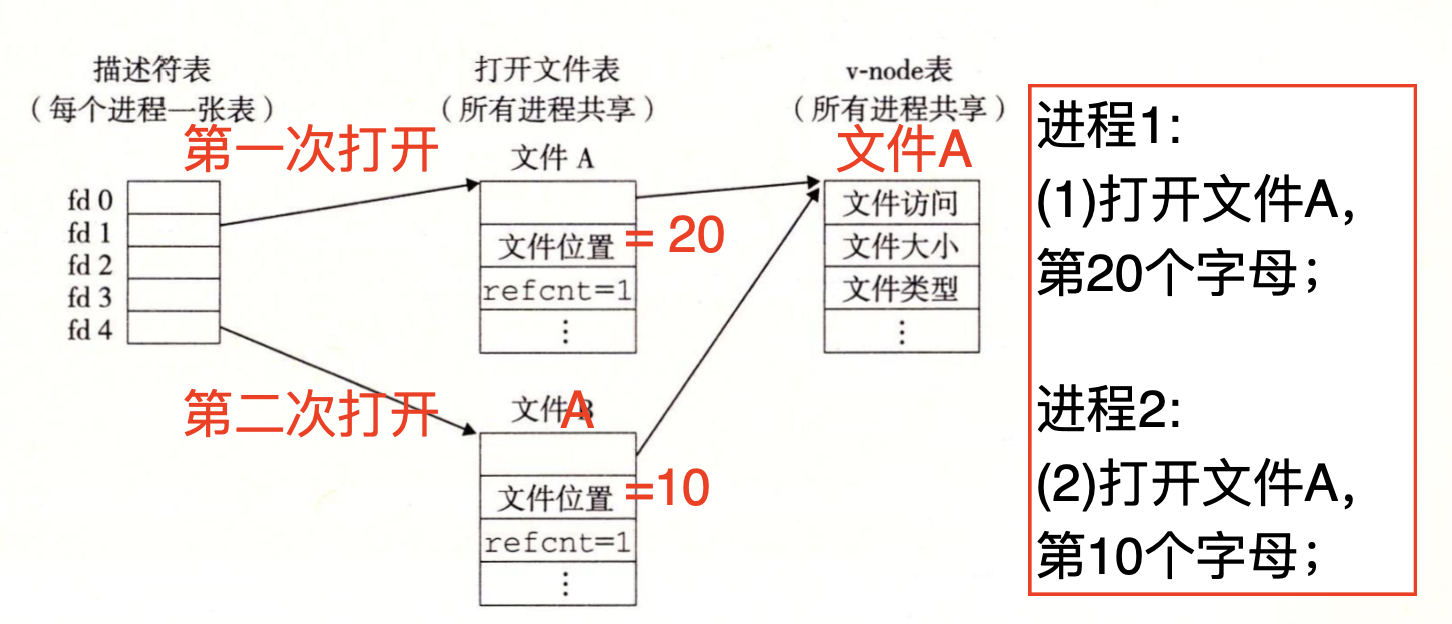 描述符表
（每个进程一张表）
打开文件表
（所有进程共享）
v-node表
（所有进程共享）
第一次打开
文件 A
文件A
fd 0
fd 1
fd 2
fd 3
fd 4
文件位置
= 20
refcnt=1
⋮
文件访问
文件大小
文件类型
⋮
第二次打开
文件 A
文件位置
=10
refcnt=1
⋮
进程1:
(1)打开文件A，
第20个字母；
进程2:
(2)打开文件A，
第10个字母；